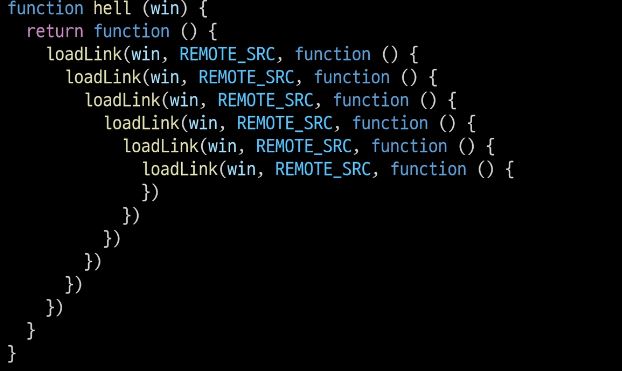 function hell (win) {
  return function () {
    loadLink(win, REMOTE_SRC, function () {
      loadLink(win, REMOTE_SRC, function () {
        loadLink(win, REMOTE_SRC, function () {
          loadLink(win, REMOTE_SRC, function () {
            loadLink(win, REMOTE_SRC, function () {
              loadLink(win, REMOTE_SRC, function () {
              })
            })
          })
        })
      })
    })
  }
}